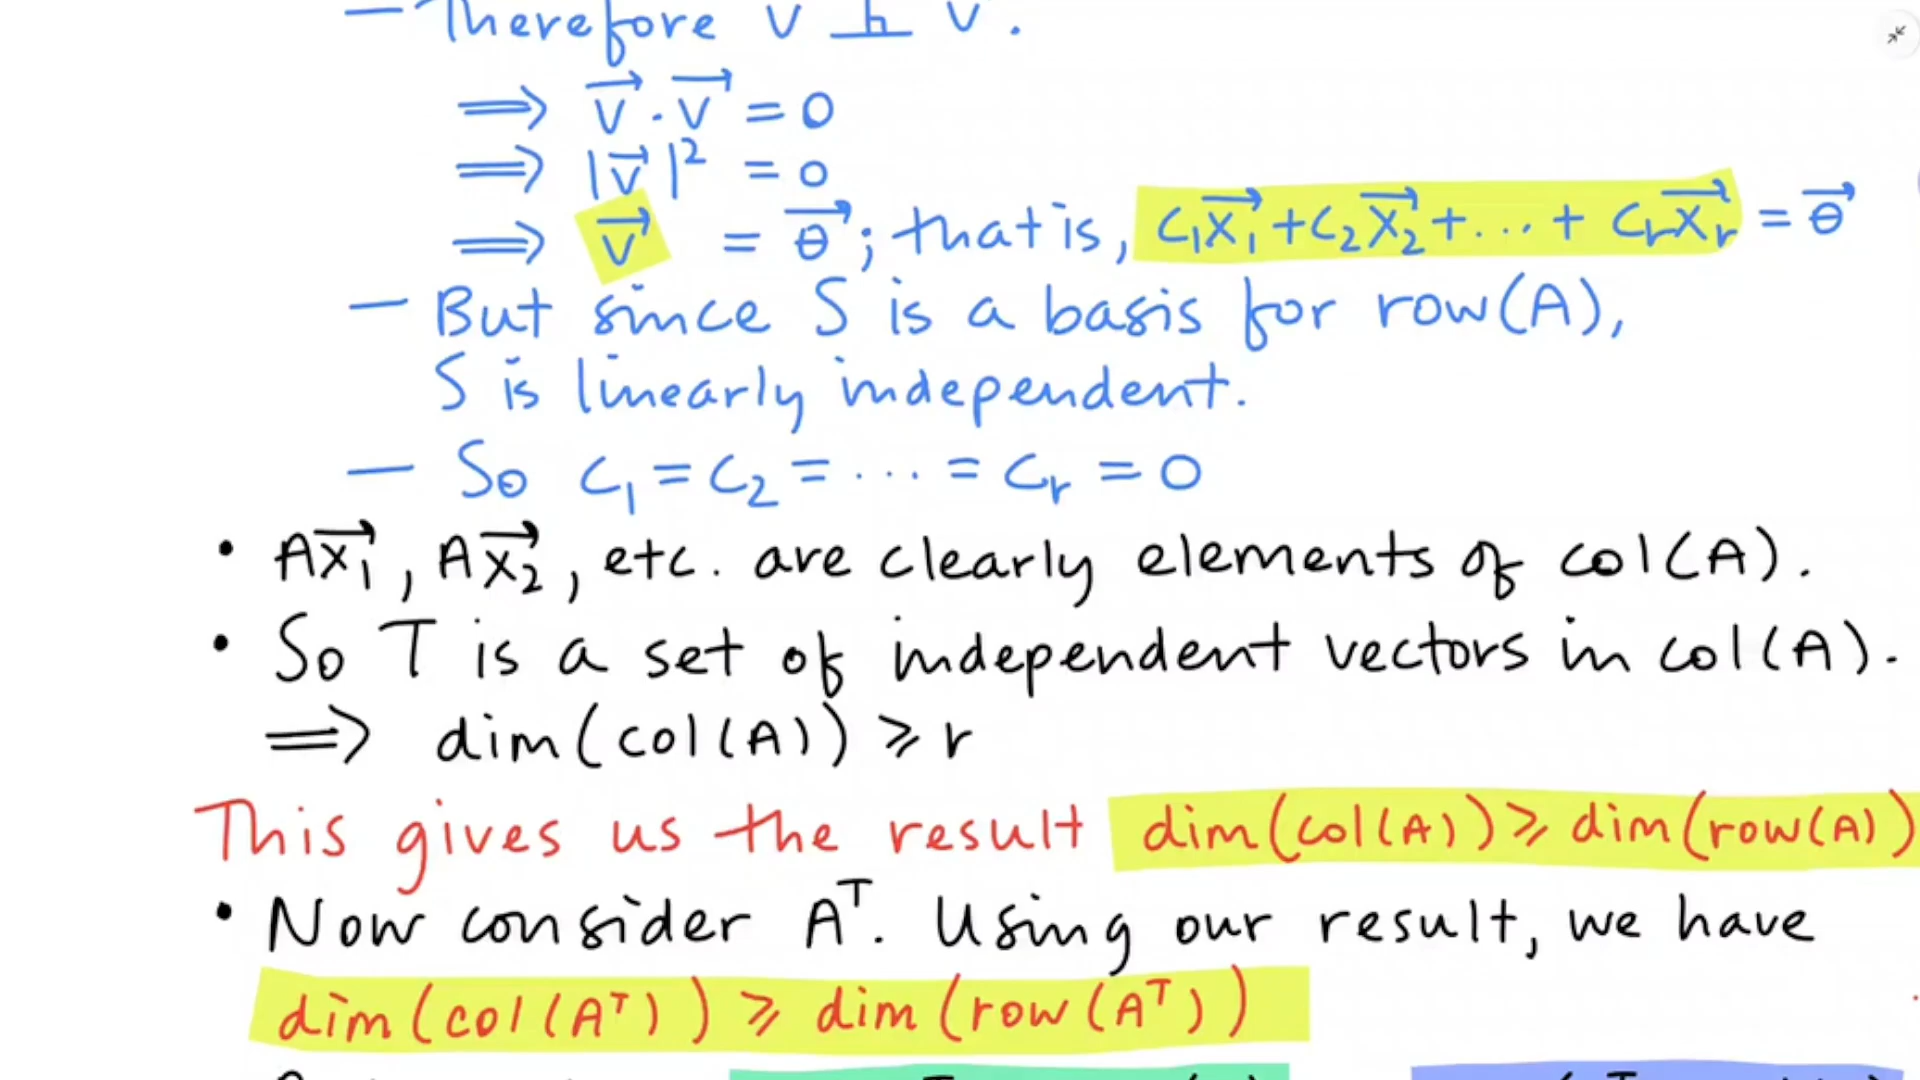 — Therefore v ⊥ v.
⟹ v⃗ · v⃗ = 0
⟹ |v⃗|² = 0
⟹ v⃗ = θ⃗; that is, c₁x⃗₁ + c₂x⃗₂ + ... + cᵣx⃗ᵣ = θ⃗
— But since S is a basis for row(A),
S is linearly independent.
— So c₁ = c₂ = ... = cᵣ = 0
• Ax⃗₁, Ax⃗₂, etc. are clearly elements of col(A).
• So T is a set of independent vectors in col(A).
⟹ dim(col(A)) ⩾ r
This gives us the result dim(col(A)) ⩾ dim(row(A))
• Now consider Aᵀ. Using our result, we have
dim(col(Aᵀ)) ⩾ dim(row(Aᵀ))